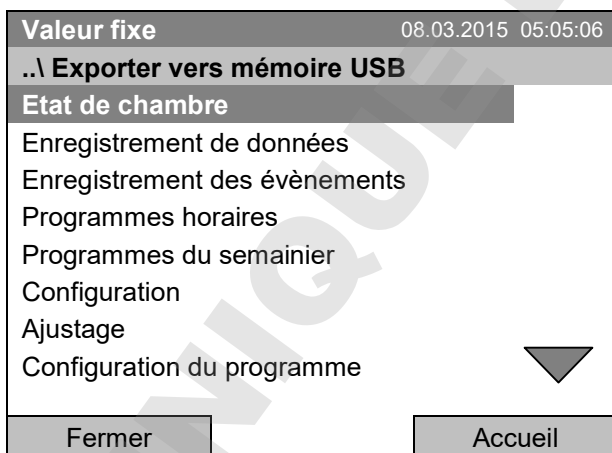 Valeur fixe 08.03.2015 05:05:06
..\ Exporter vers mémoire USB
Etat de chambre
Enregistrement de données
Enregistrement des évènements
Programmes horaires
Programmes du semainier
Configuration
Ajustage
Configuration du programme
Fermer Accueil